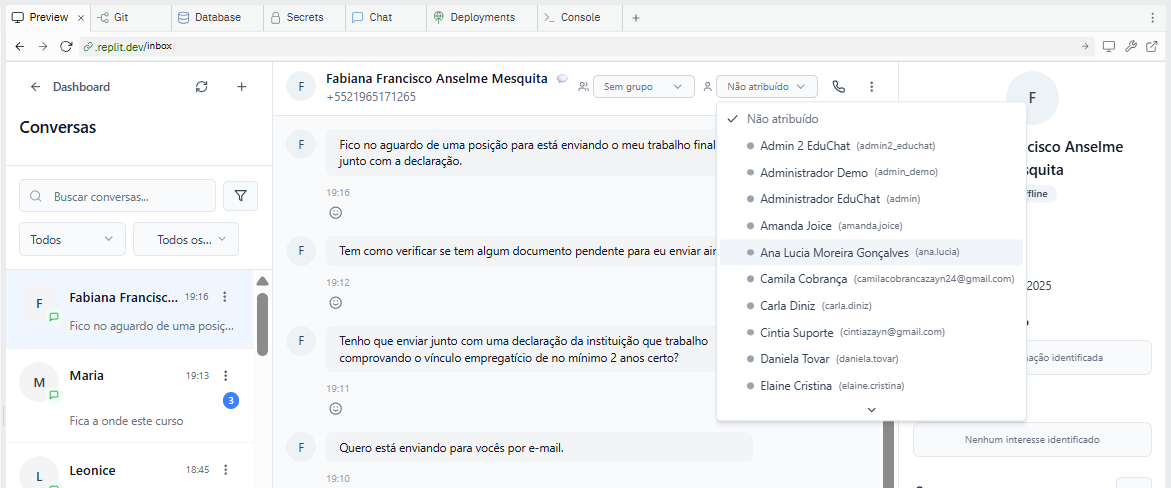 Preview
Git
Database
Secrets
Chat
Deployments
Console
.replit.dev/inbox
Dashboard
Conversas
Buscar conversas...
Todos
Todos os...
F
Fabiana Francisc...
19:16
Fico no aguardo de uma posiç...
M
Maria
19:13
3
Fica a onde este curso
L
Leonice
18:45
F
Fabiana Francisco Anselme Mesquita
+5521965171265
Sem grupo
Não atribuído
F
Fico no aguardo de uma posição para está enviando o meu trabalho final
junto com a declaração.
19:16
F
Tem como verificar se tem algum documento pendente para eu enviar ain
19:12
F
Tenho que enviar junto com uma declaração da instituição que trabalho
comprovando o vínculo empregatício de no mínimo 2 anos certo?
19:11
F
Quero está enviando para vocês por e-mail.
19:10
Não atribuído
Admin 2 EduChat (admin2_educhat)
Administrador Demo (admin_demo)
Administrador EduChat (admin)
Amanda Joice (amanda.joice)
Ana Lucia Moreira Gonçalves (ana.lucia)
Camila Cobrança (camilacobrancazayn24@gmail.com)
Carla Diniz (carla.diniz)
Cintia Suporte (cintiazayn@gmail.com)
Daniela Tovar (daniela.tovar)
Elaine Cristina (elaine.cristina)
F
cisco Anselme
squita
ffline
2025
nação identificada
Nenhum interesse identificado